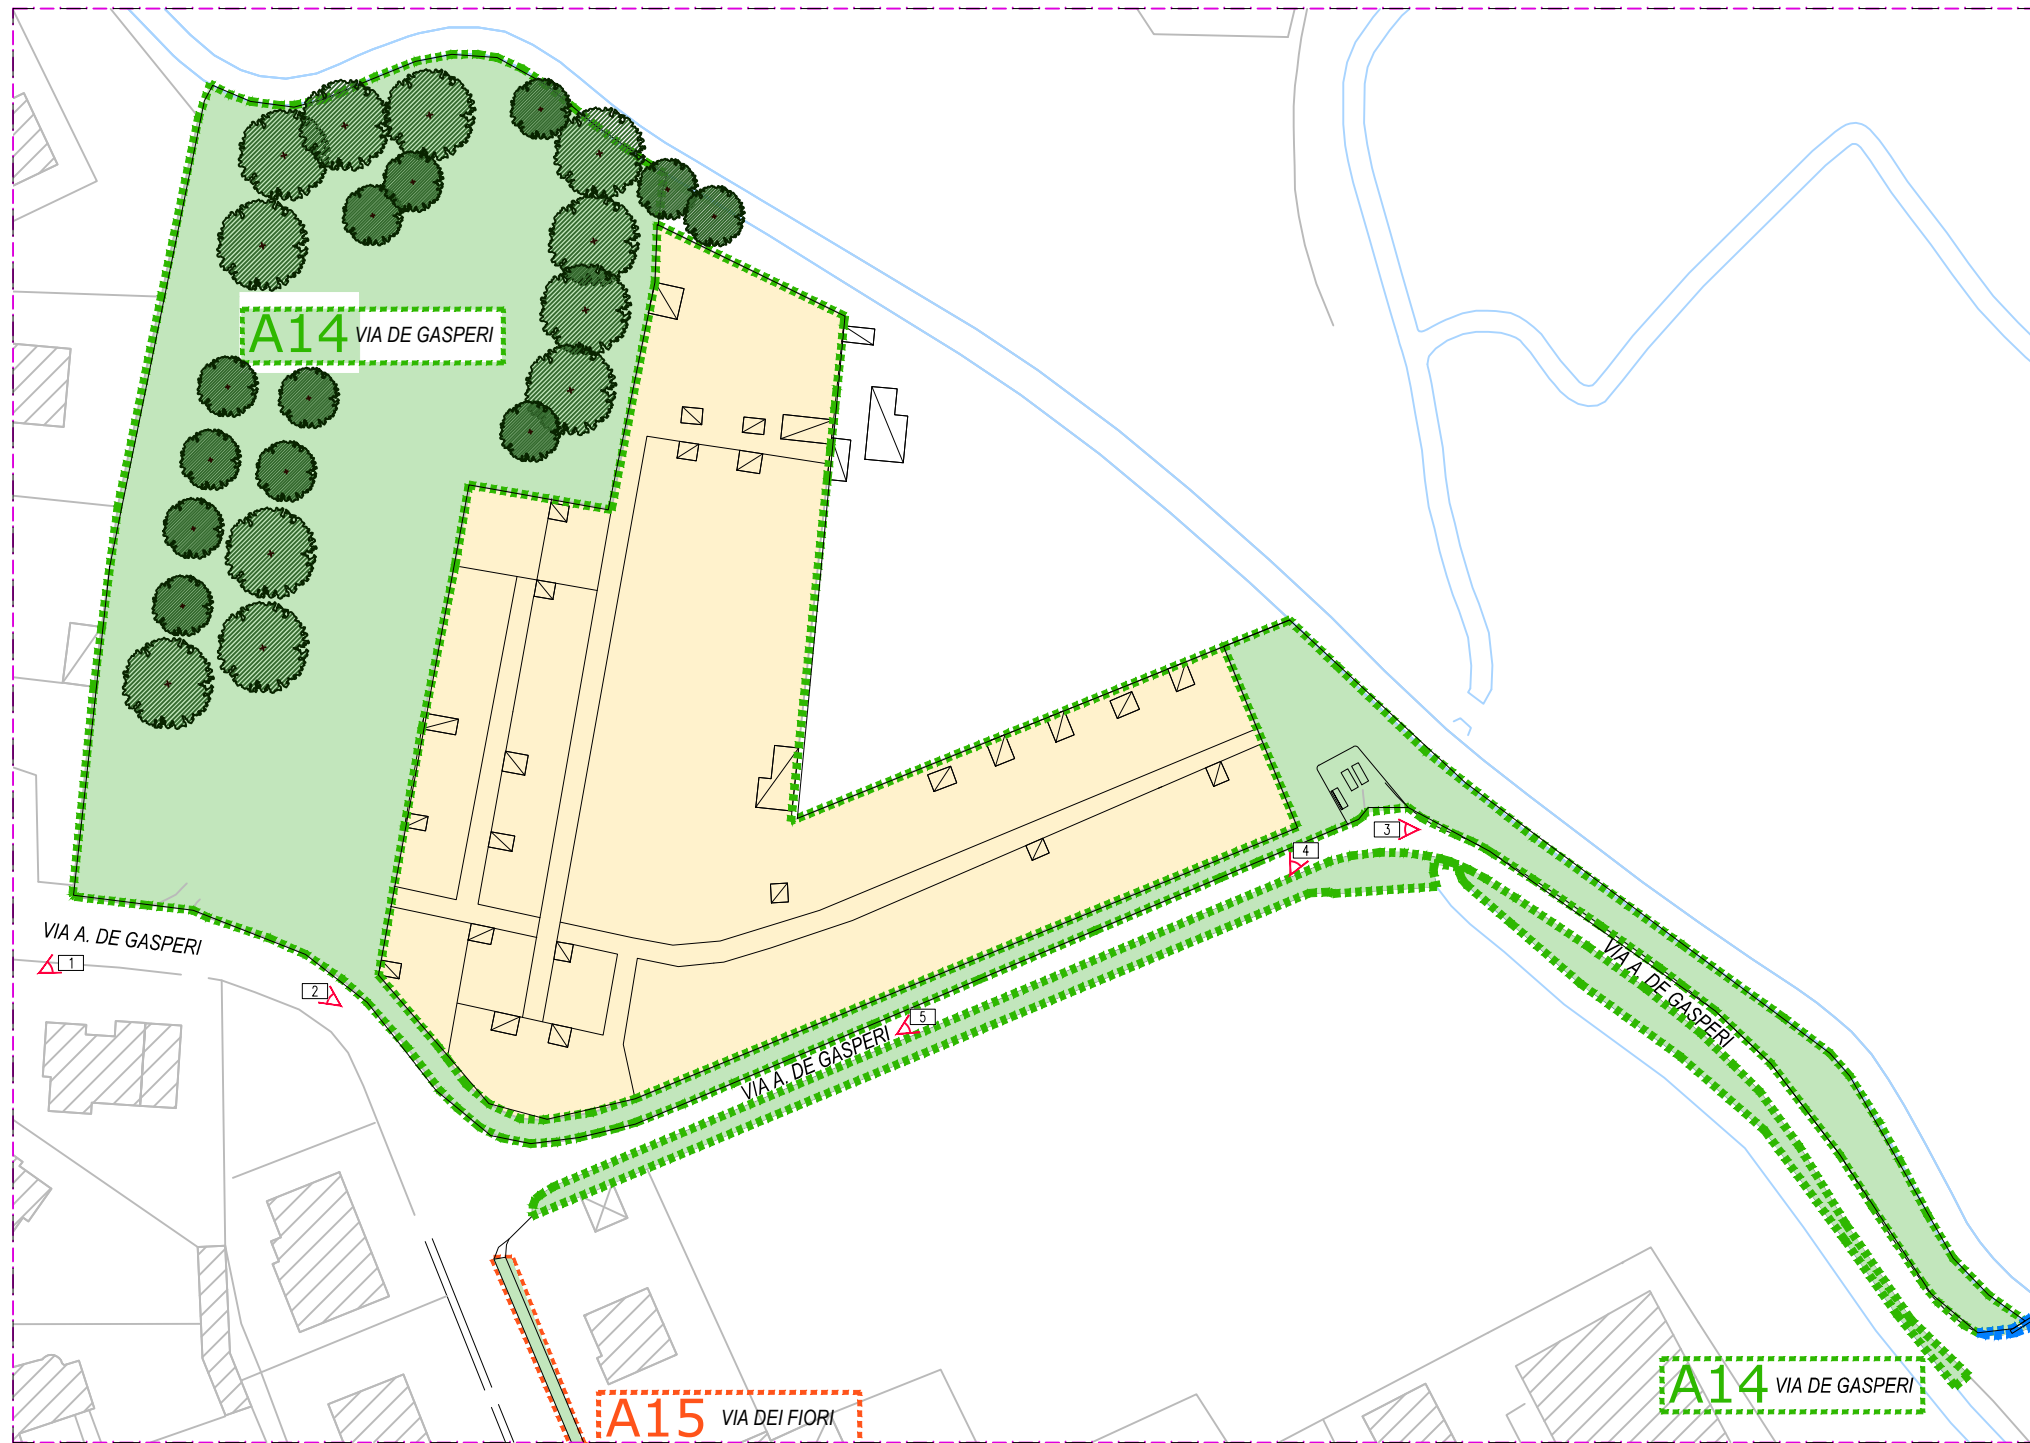 A14 VIA DE GASPERI
3
4
VIA A. DE GASPERI
1
2
VIA A. DE GASPERI
5
VIA A. DE GASPERI
A14 VIA DE GASPERI
A15 VIA DEI FIORI